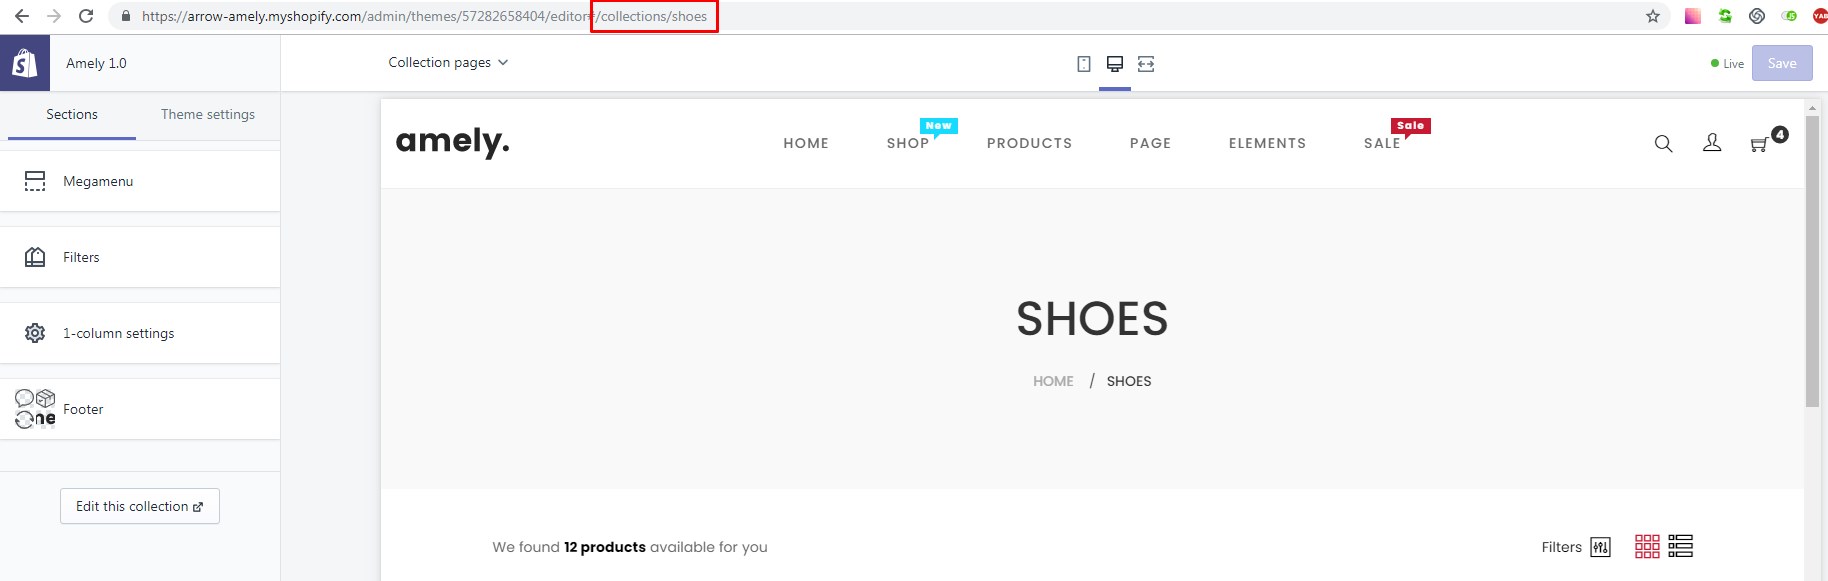 https://arrow-amely.myshopify.com/admin/themes/57282658404/editor#/collections/shoes
YAB
Amely 1.0
Collection pages
Live
Save
Sections
Theme settings
Megamenu
Filters
1-column settings
Footer
Edit this collection
amely.
HOME
SHOP
New
PRODUCTS
PAGE
ELEMENTS
SALE
Sale
4
SHOES
HOME / SHOES
We found 12 products available for you
Filters